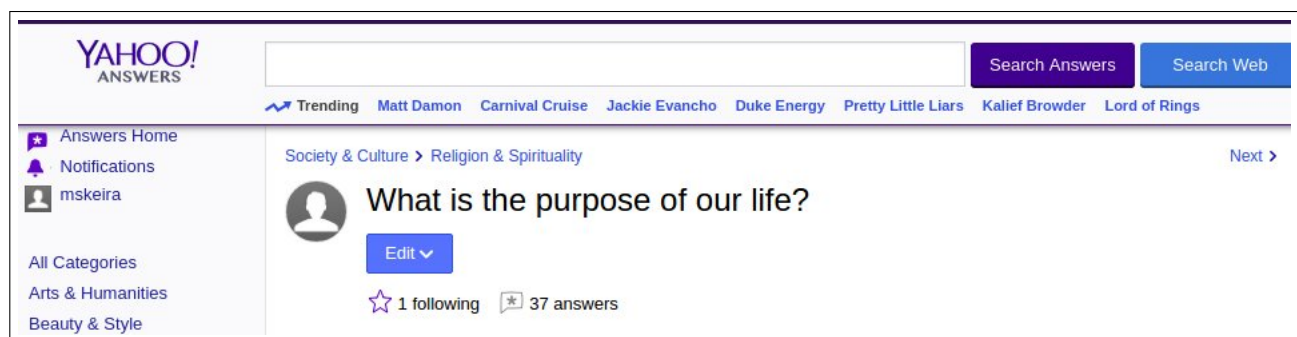 YAHOO!
ANSWERS
Search Answers
Search Web
Trending Matt Damon Carnival Cruise Jackie Evancho Duke Energy Pretty Little Liars Kalief Browder Lord of Rings
Answers Home
Notifications
mskeira
All Categories
Arts & Humanities
Beauty & Style
Society & Culture > Religion & Spirituality
Next >
What is the purpose of our life?
Edit
1 following 37 answers